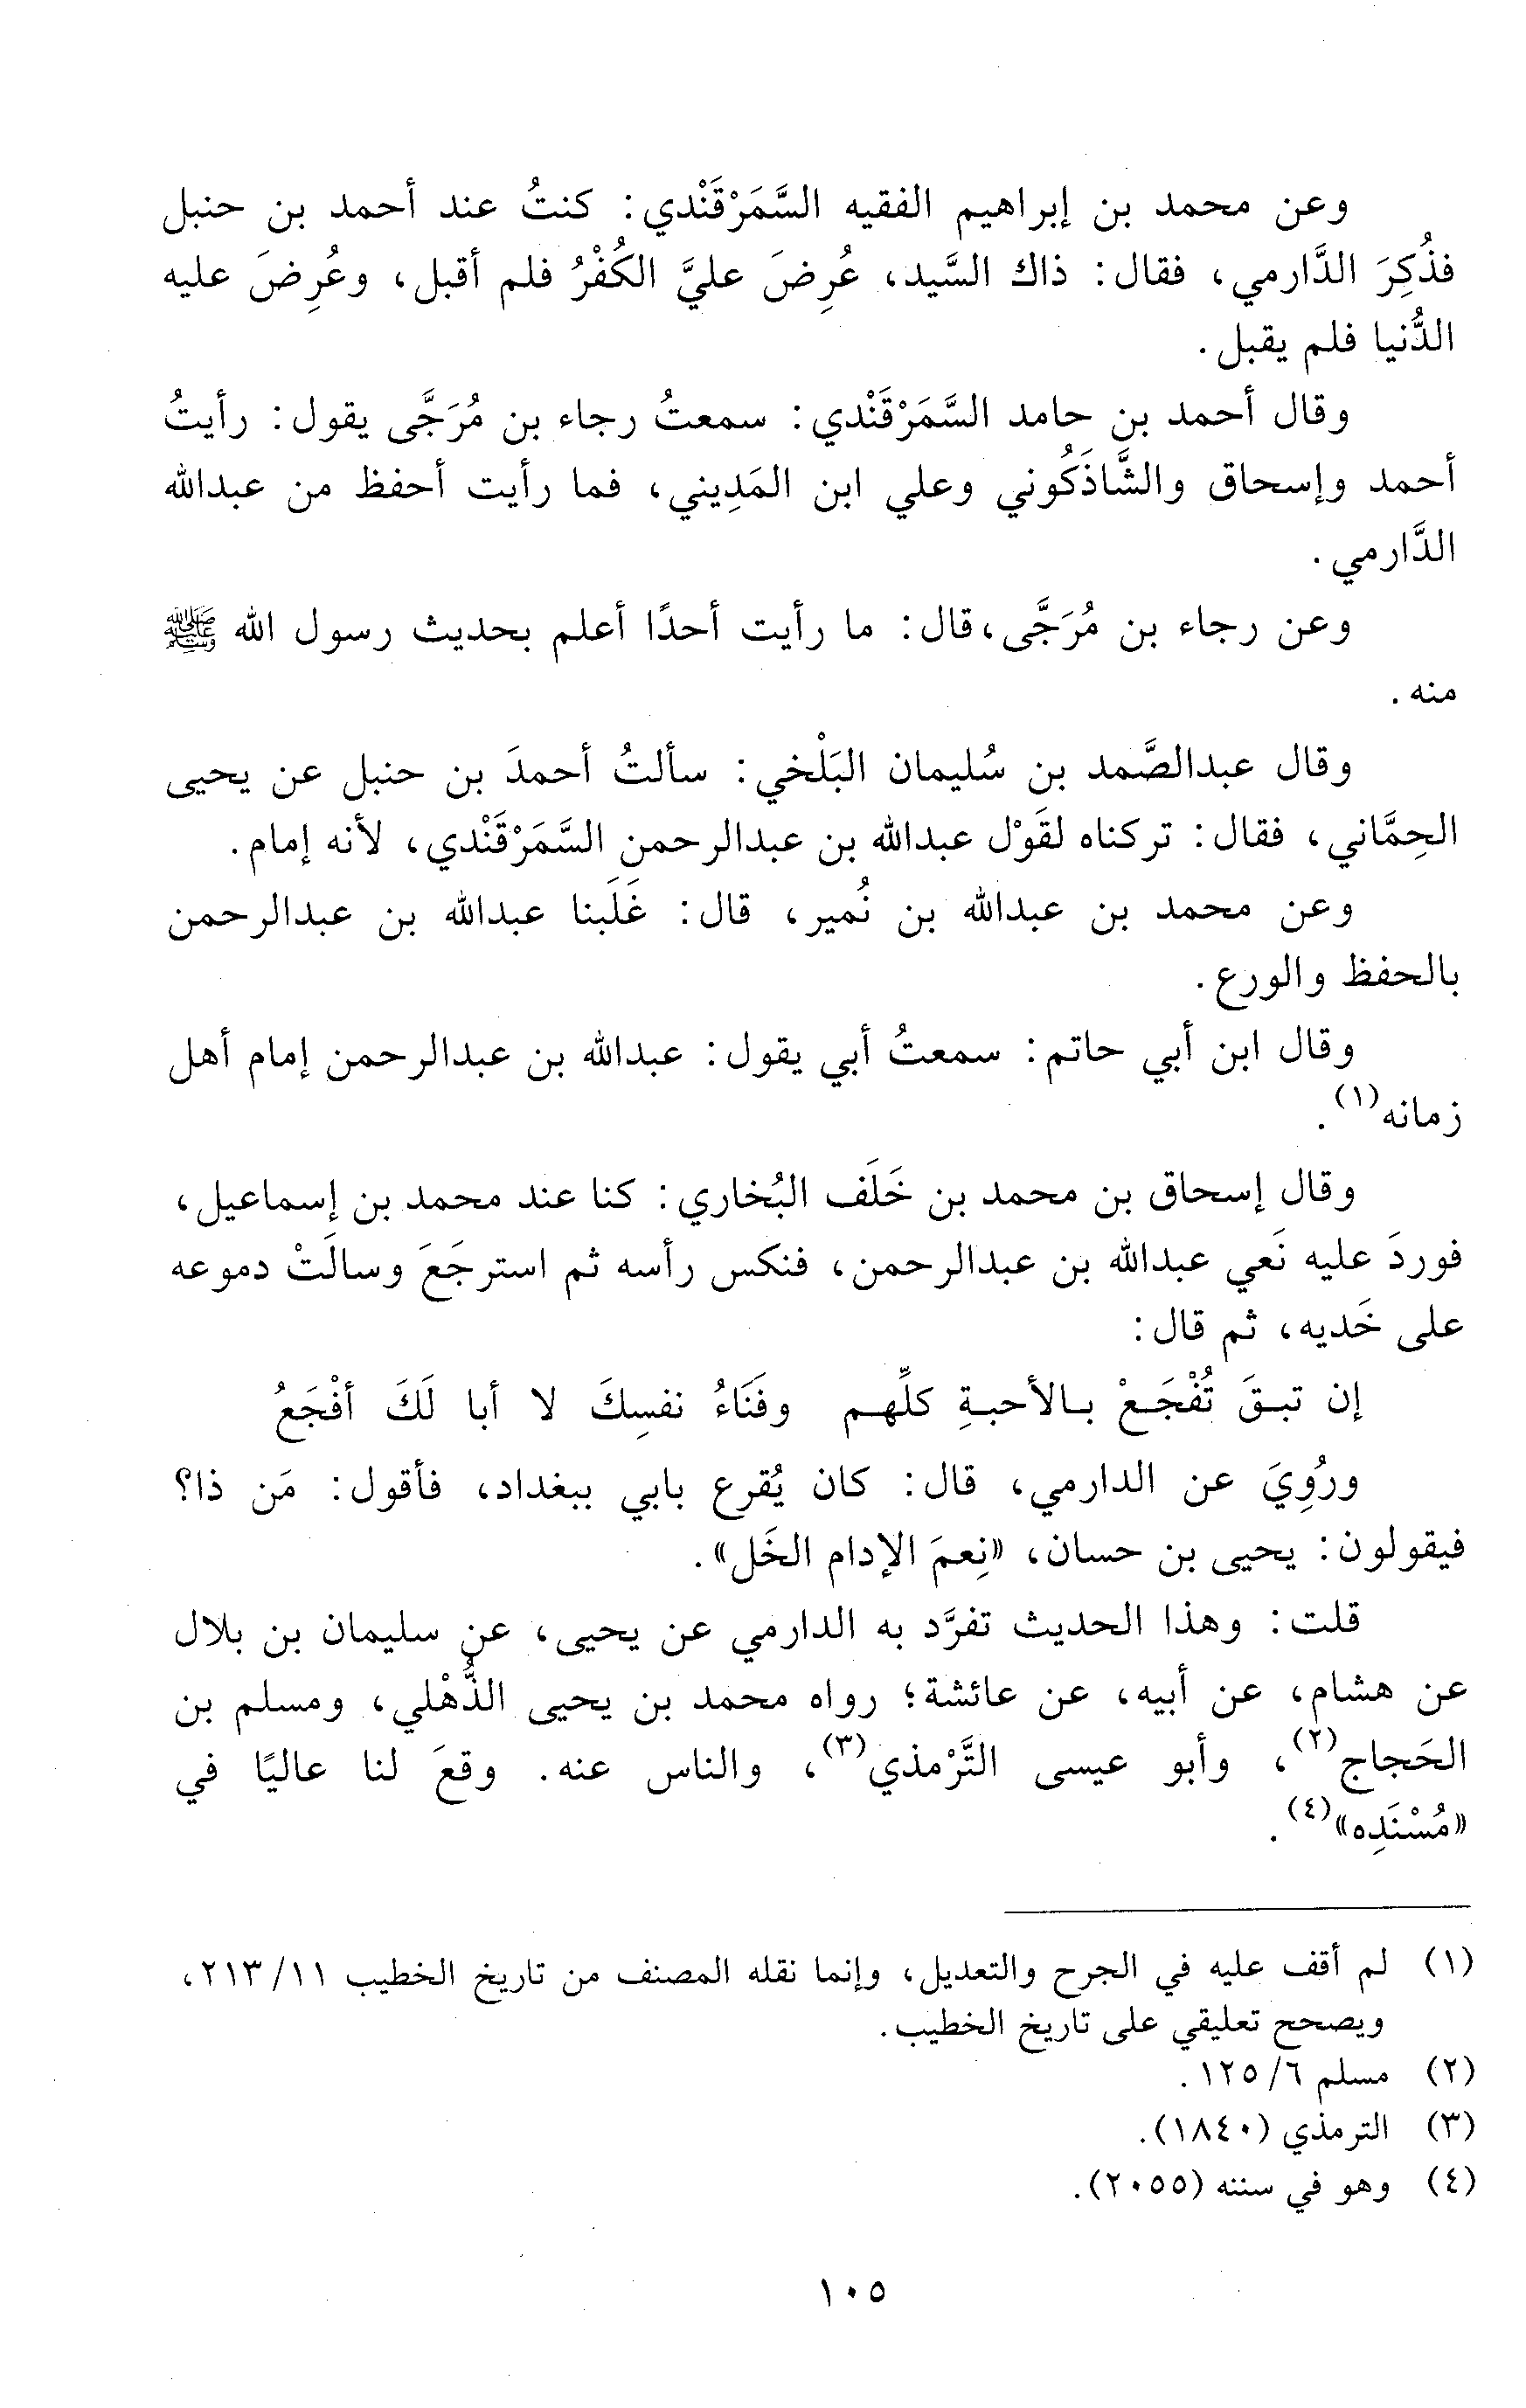 وعن محمد بن إبراهيم الفقيه السَّمَرْقَنْدي: كنتُ عند أحمد بن حنبل
فذُكِرَ الدَّارمي، فقال: ذاك السَّيد، عُرِضَ عليَّ الكُفْرُ فلم أقبل، وعُرِضَ عليه
الدُّنيا فلم يقبل.
وقال أحمد بن حامد السَّمَرْقَنْدي: سمعتُ رجاء بن مُرَجَّى يقول: رأيتُ
أحمد وإسحاق والشَّاذَكُوني وعلي ابن المَدِيني، فما رأيت أحفظ من عبدالله
الدَّارمي.
وعن رجاء بن مُرَجَّى، قال: ما رأيت أحدًا أعلم بحديث رسول الله ﷺ
منه.
وقال عبدالصَّمد بن سُليمان البَلْخي: سألتُ أحمدَ بن حنبل عن يحيى
الحِمَّاني، فقال: تركناه لقَوْل عبدالله بن عبدالرحمن السَّمَرْقَنْدي، لأنه إمام.
وعن محمد بن عبدالله بن نُمير، قال: غَلَبنا عبدالله بن عبدالرحمن
بالحفظ والورع.
وقال ابن أبي حاتم: سمعتُ أبي يقول: عبدالله بن عبدالرحمن إمام أهل
زمانه(١).
وقال إسحاق بن محمد بن خَلَف البُخاري: كنا عند محمد بن إسماعيل،
فوردَ عليه نَعي عبدالله بن عبدالرحمن، فنكس رأسه ثم استرجَعَ وسالَتْ دموعه
على خَديه، ثم قال:
إن تبـقَ تُفْجَـعْ بـالأحبـةِ كلِّهـم وفَنَاءُ نفسِكَ لا أبا لَكَ أفْجَعُ
ورُوِيَ عن الدارمي، قال: كان يُقرع بابي ببغداد، فأقول: مَن ذا؟
فيقولون: يحيى بن حسان، «نِعمَ الإدام الخَل».
قلت: وهذا الحديث تفرَّد به الدارمي عن يحيى، عن سليمان بن بلال
عن هشام، عن أبيه، عن عائشة؛ رواه محمد بن يحيى الذُّهْلي، ومسلم بن
الحَجاج(٢)، وأبو عيسى التَّرْمذي(٣)، والناس عنه. وقعَ لنا عاليًا في
«مُسْنَدِه»(٤).
(١) لم أقف عليه في الجرح والتعديل، وإنما نقله المصنف من تاريخ الخطيب ٢١٣/١١،
ويصحح تعليقي على تاريخ الخطيب.
(٢) مسلم ١٢٥/٦.
(٣) الترمذي (١٨٤٠).
(٤) وهو في سننه (٢٠٥٥).
١٠٥